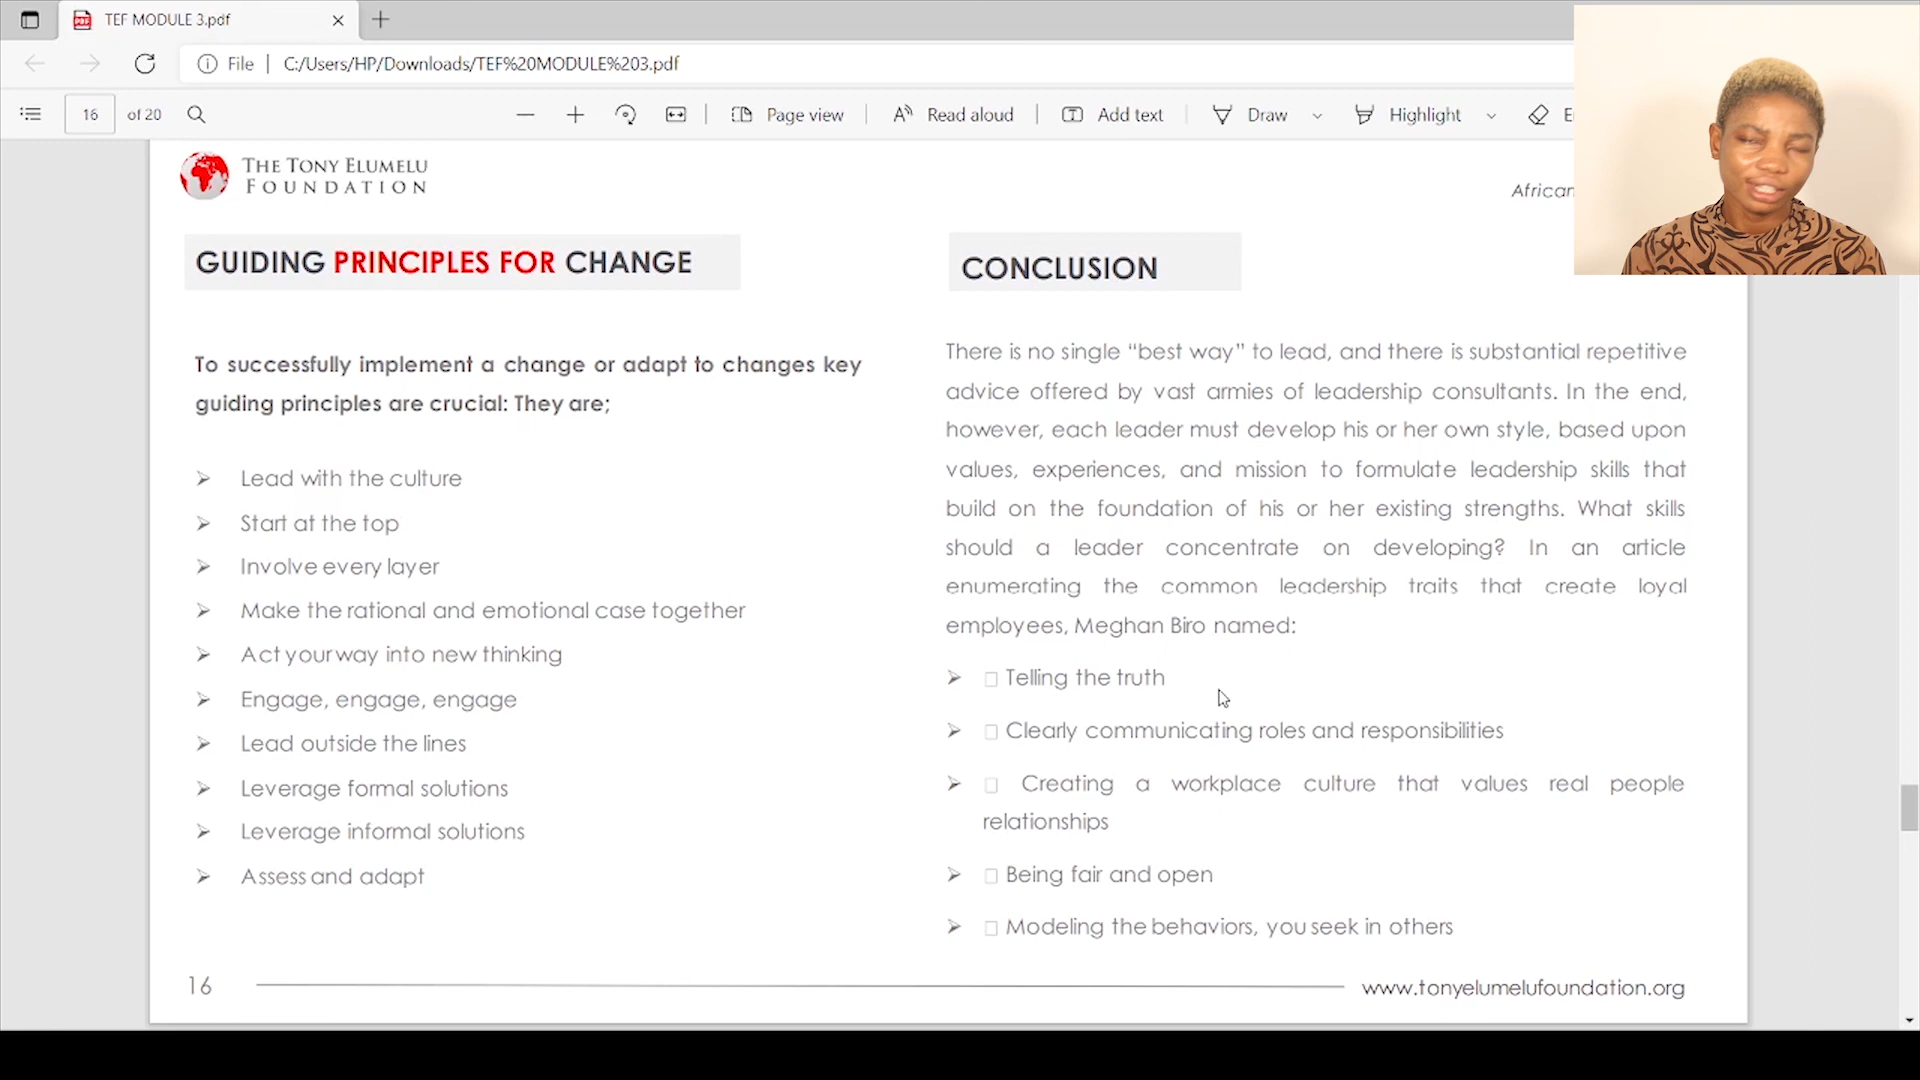 TEF MODULE 3.pdf
File
C:/Users/HP/Downloads/TEF%20MODULE%203.pdf
16 of 20
Page view
Read aloud
Add text
Draw
Highlight
THE TONY ELUMELU
FOUNDATION
African
GUIDING PRINCIPLES FOR CHANGE
To successfully implement a change or adapt to changes key
guiding principles are crucial: They are;
Lead with the culture
Start at the top
Involve every layer
Make the rational and emotional case together
Act your way into new thinking
Engage, engage, engage
Lead outside the lines
Leverage formal solutions
Leverage informal solutions
Assess and adapt
CONCLUSION
There is no single “best way” to lead, and there is substantial repetitive
advice offered by vast armies of leadership consultants. In the end,
however, each leader must develop his or her own style, based upon
values, experiences, and mission to formulate leadership skills that
build on the foundation of his or her existing strengths. What skills
should a leader concentrate on developing? In an article
enumerating the common leadership traits that create loyal
employees, Meghan Biro named:
Telling the truth
Clearly communicating roles and responsibilities
Creating a workplace culture that values real people
relationships
Being fair and open
Modeling the behaviors, you seek in others
16
www.tonyelumelufoundation.org